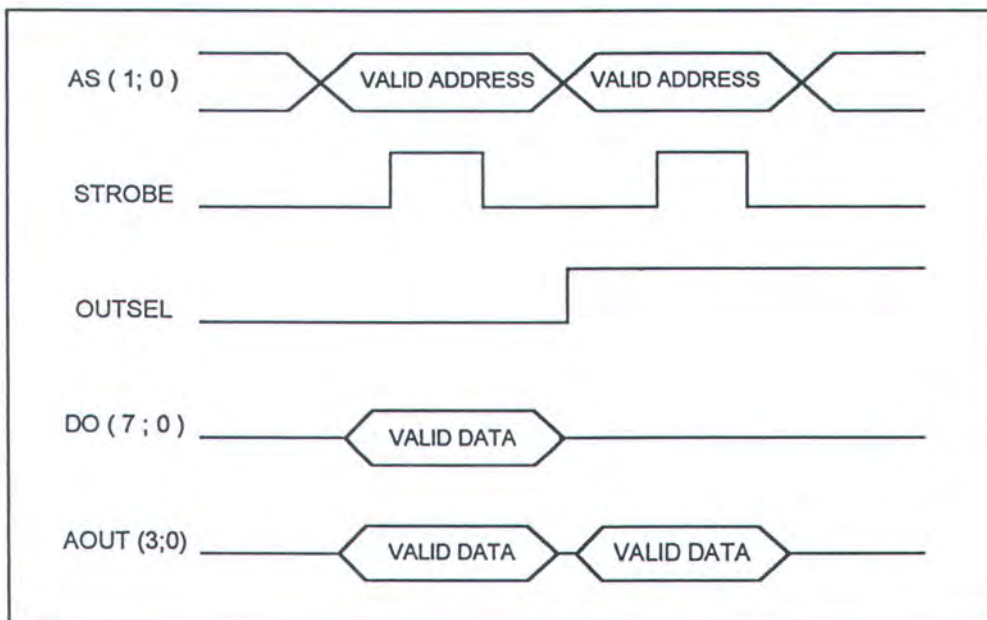 AS ( 1; 0 ) VALID ADDRESS VALID ADDRESS
STROBE
OUTSEL
DO ( 7 ; 0 ) VALID DATA
AOUT (3;0) VALID DATA VALID DATA